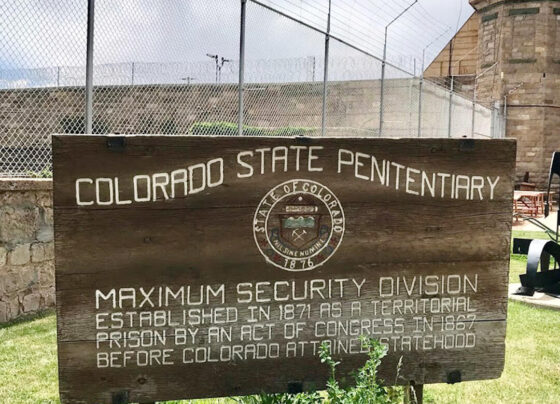 COLORADO STATE PENITENTIARY
STATE OF COLORADO
NIL SINE NUMINE
1876
MAXIMUM SECURITY DIVISION
ESTABLISHED IN 1871 AS A TERRITORIAL
PRISON BY AN ACT OF CONGRESS IN 1867
BEFORE COLORADO ATTAINED STATEHOOD